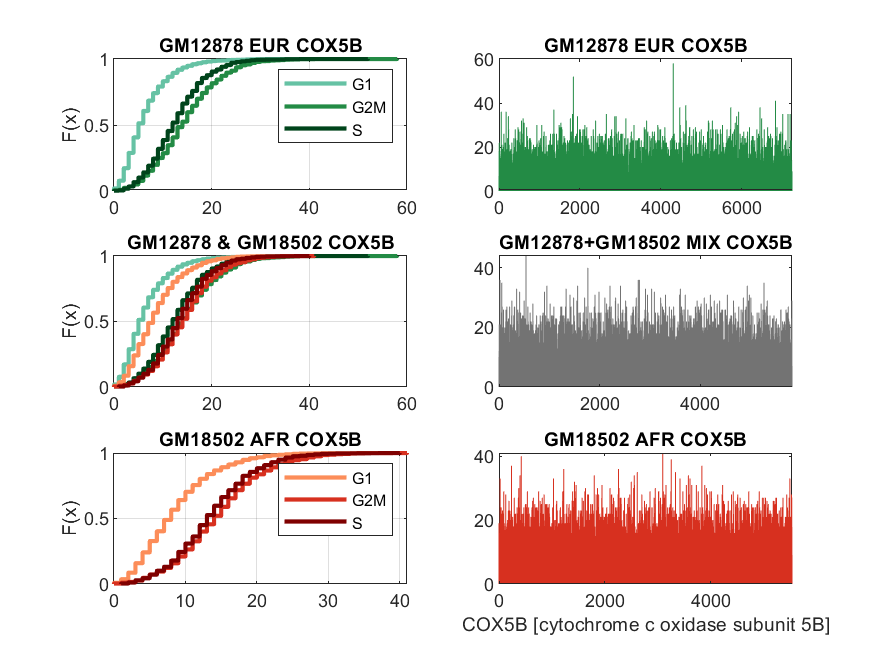 GM12878 EUR COX5B
F(x)
1
0.5
0
0 20 40 60
G1
G2M
S
GM12878 EUR COX5B
60
40
20
0
0 2000 4000 6000
GM12878 & GM18502 COX5B
F(x)
1
0.5
0
0 20 40 60
GM12878+GM18502 MIX COX5B
40
20
0
0 2000 4000
GM18502 AFR COX5B
F(x)
1
0.5
0
0 10 20 30 40
G1
G2M
S
GM18502 AFR COX5B
40
20
0
0 2000 4000
COX5B [cytochrome c oxidase subunit 5B]